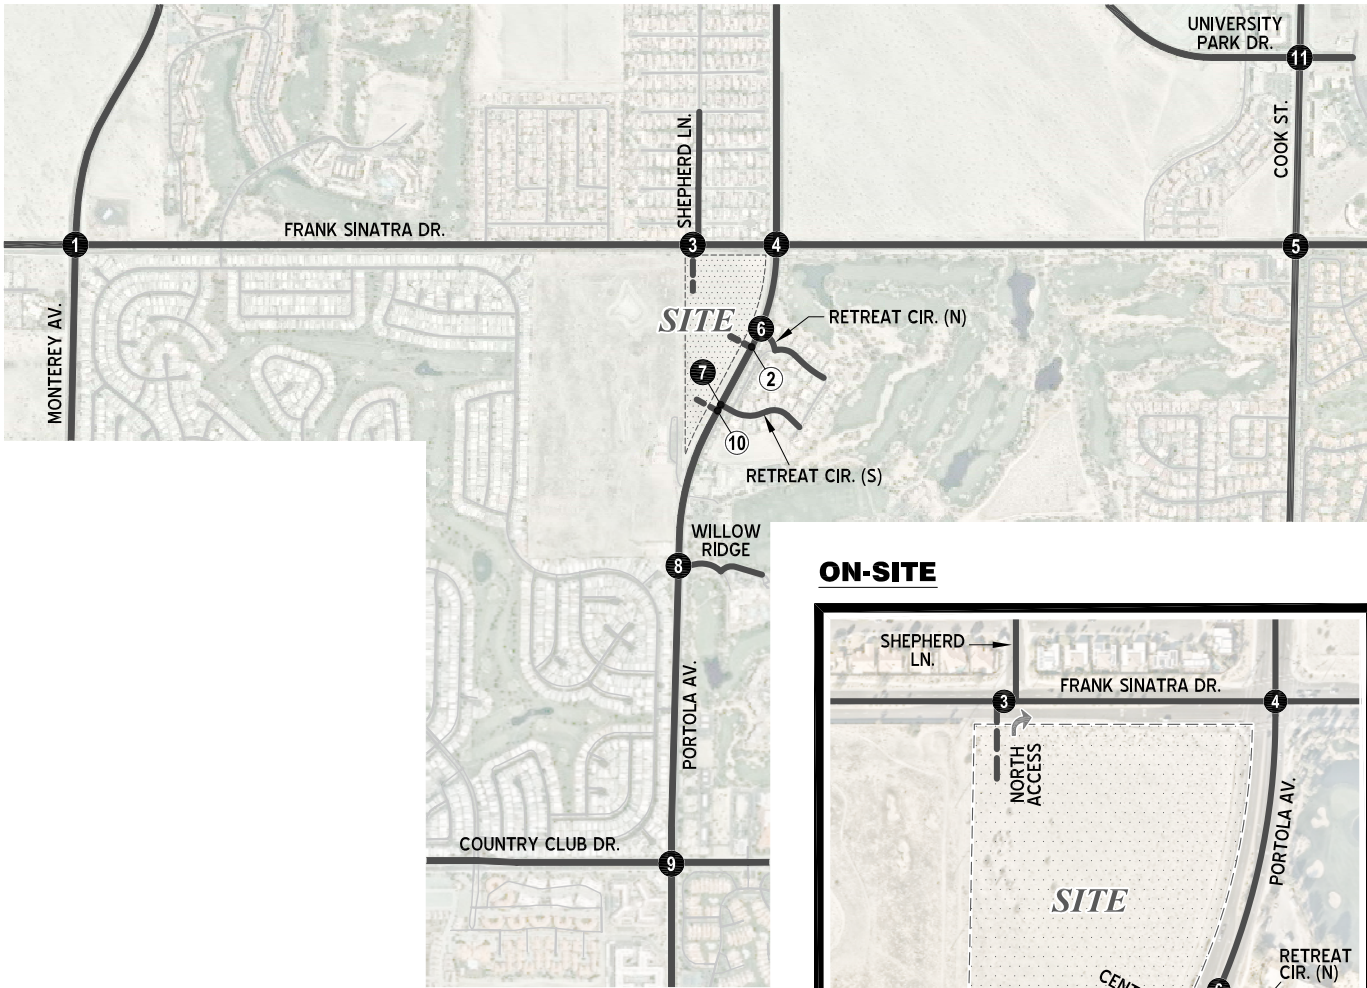 UNIVERSITY
PARK DR.
11
COOK ST.
SHEPHERD LN.
FRANK SINATRA DR.
1
3
4
5
MONTEREY AV.
SITE
6
RETREAT CIR. (N)
7
2
10
RETREAT CIR. (S)
WILLOW
RIDGE
8
PORTOLA AV.
COUNTRY CLUB DR.
9
ON-SITE
SHEPHERD
LN.
FRANK SINATRA DR.
3
4
NORTH
ACCESS
PORTOLA AV.
SITE
RETREAT
CIR. (N)